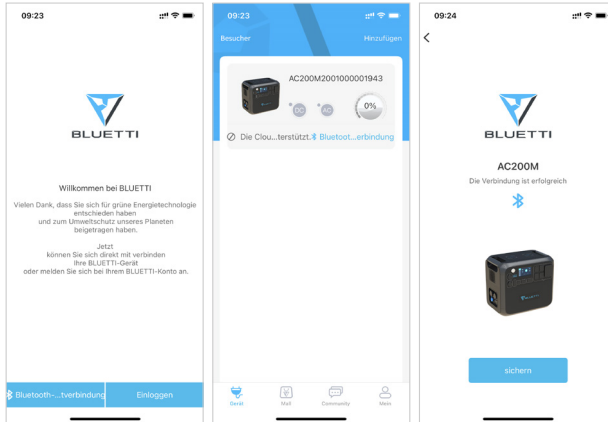 09:23
BLUETTI
Willkommen bei BLUETTI
Vielen Dank, dass Sie sich für grüne Energietechnologie
entschieden haben
und zum Umweltschutz unseres Planeten
beigetragen haben.
Jetzt
können Sie sich direkt mit verbinden
Ihre BLUETTI-Gerät
oder melden Sie sich bei Ihrem BLUETTI-Konto an.
Bluetooth-...tverbindung
Einloggen
09:23
Besucher
Hinzufügen
AC200M2001000001943
DC
AC
0%
Die Clou...terstützt.
Bluetoot...erbindung
Gerät
Mall
Community
Mein
09:24
BLUETTI
AC200M
Die Verbindung ist erfolgreich
BLUETTI
sichern